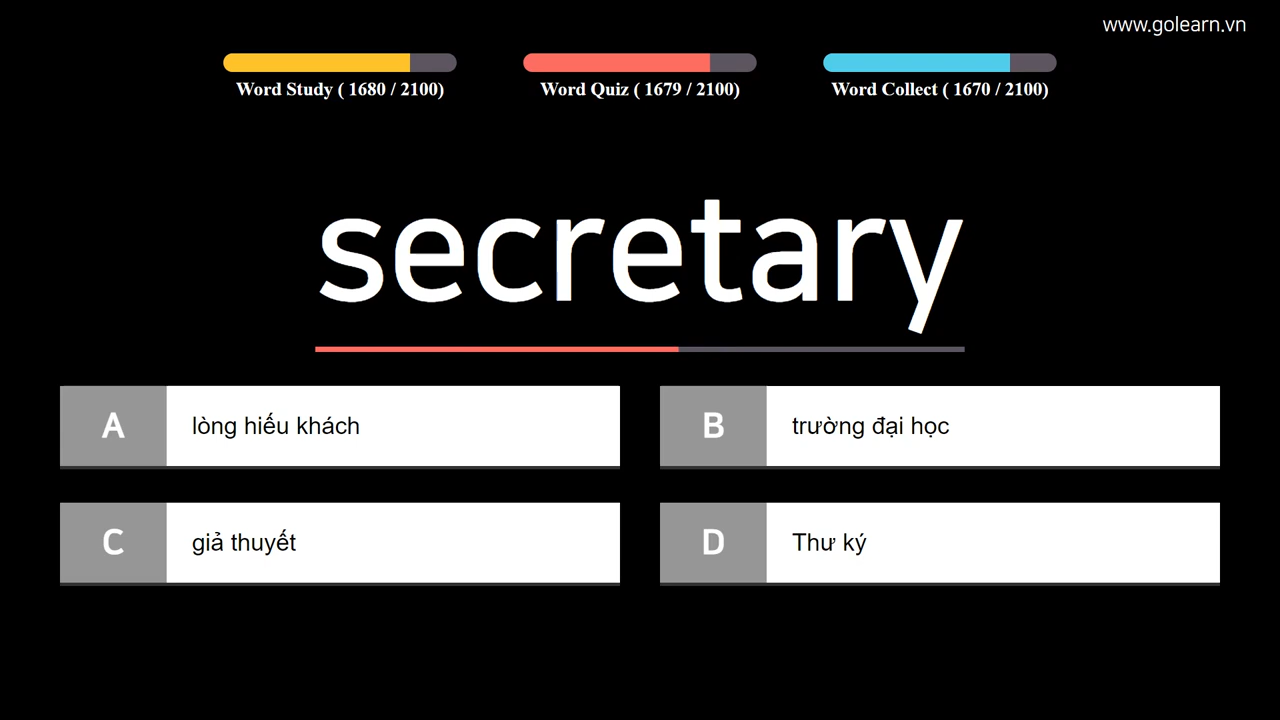 www.golearn.vn
Word Study ( 1680 / 2100)
Word Quiz ( 1679 / 2100)
Word Collect ( 1670 / 2100)
secretary
A lòng hiếu khách
B trường đại học
C giả thuyết
D Thư ký